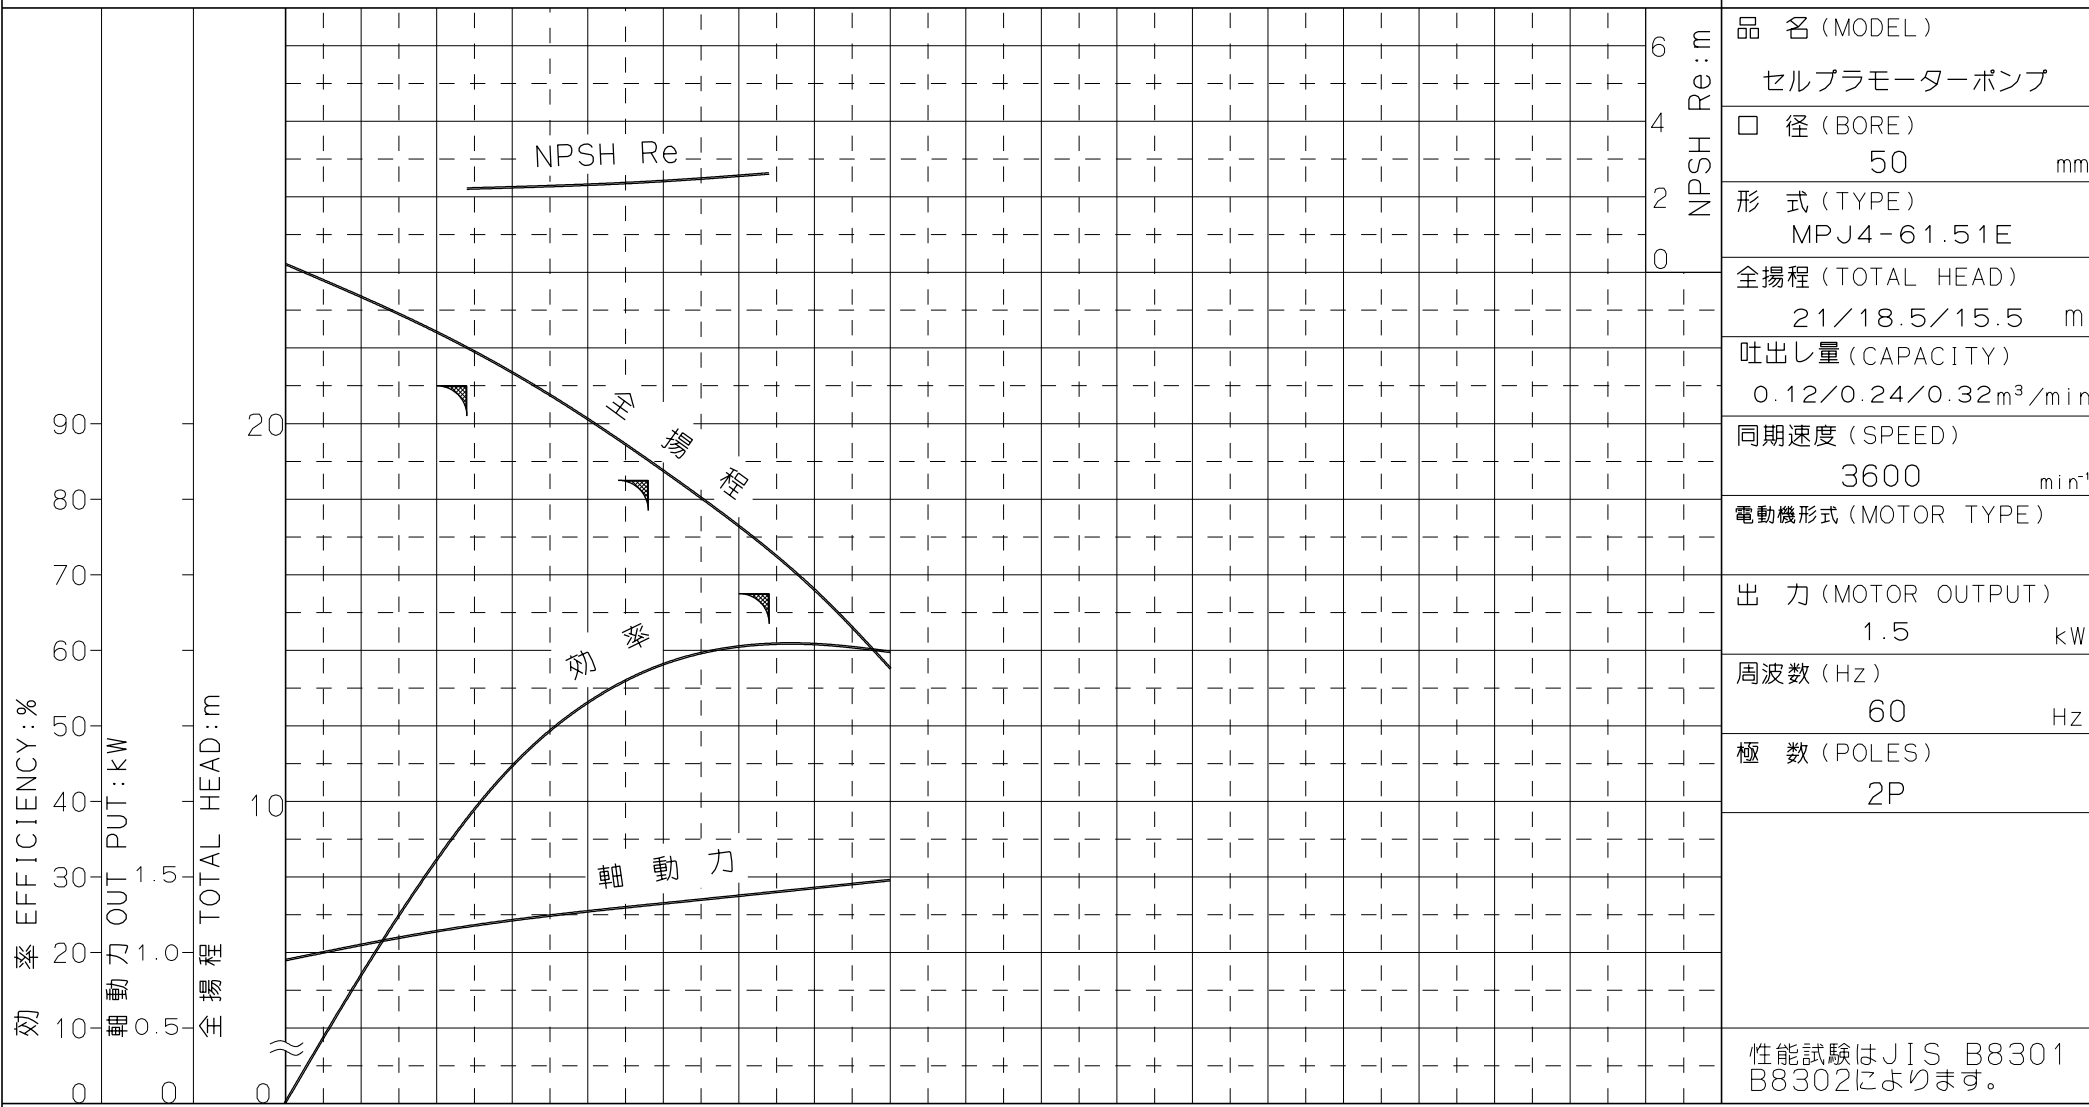 NPSH Re
全揚程
効率
軸動力
90
80
70
60
50
40
30
20
10
0
効 率 EFFICIENCY:%
1.5
1.0
0.5
0
軸動力 OUT PUT:kW
20
10
0
全揚程 TOTAL HEAD:m
6
4
2
0
NPSH Re:m
品 名(MODEL)
セルプラモーターポンプ
口 径(BORE)
50 mm
形 式(TYPE)
MPJ4-61.51E
全揚程(TOTAL HEAD)
21/18.5/15.5 m
吐出し量(CAPACITY)
0.12/0.24/0.32m³/min
同期速度(SPEED)
3600 min⁻¹
電動機形式(MOTOR TYPE)
出 力(MOTOR OUTPUT)
1.5 kW
周波数(Hz)
60 Hz
極 数(POLES)
2P
性能試験はJIS B8301
B8302によります。